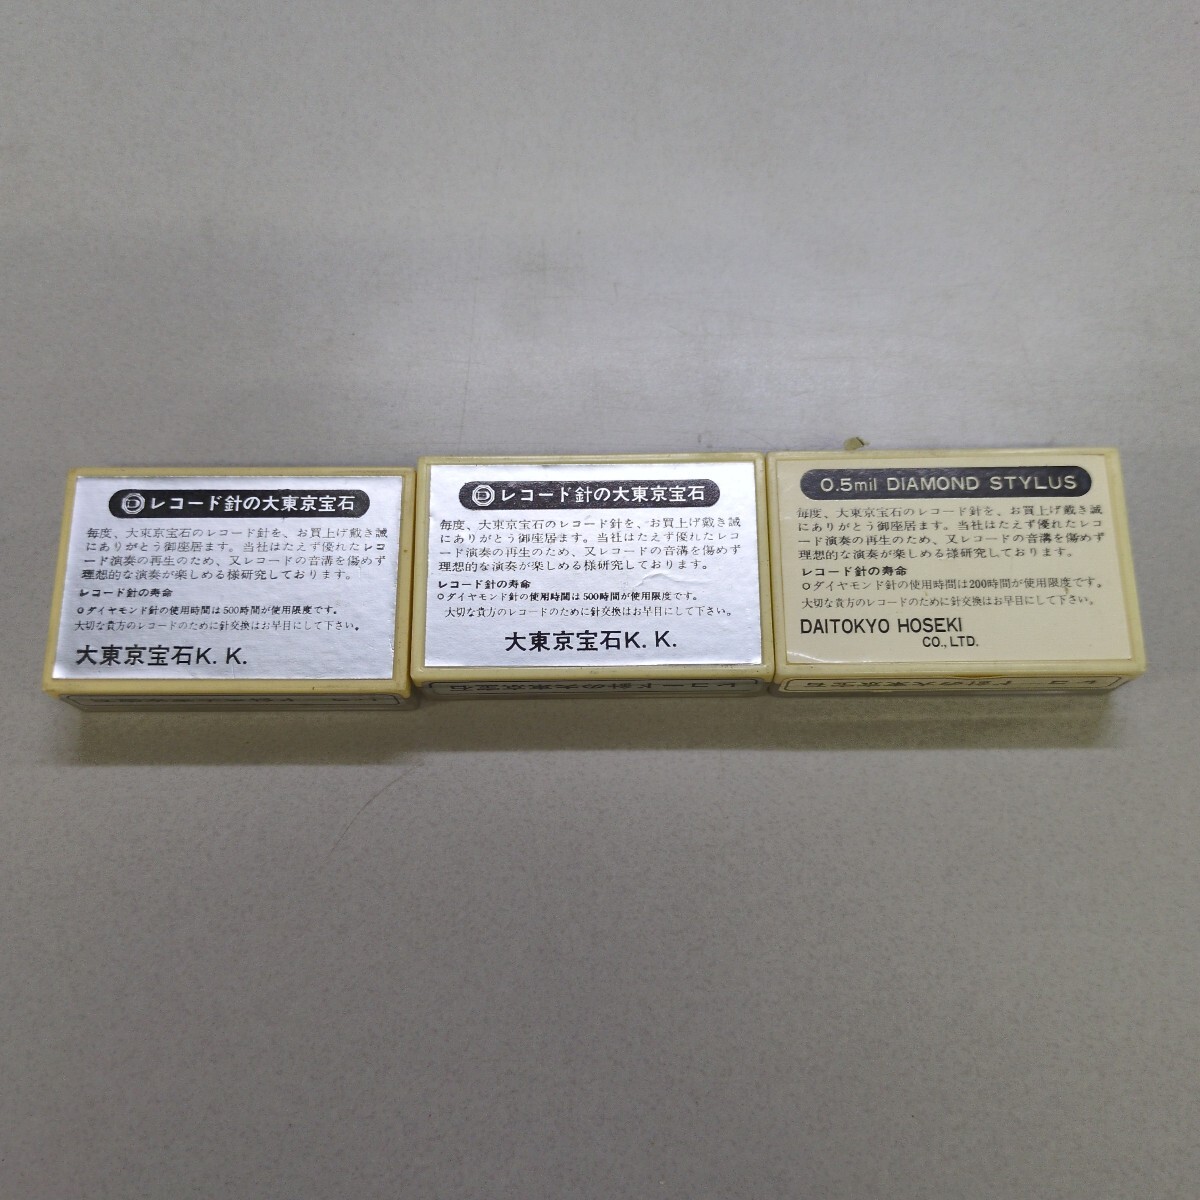 レコード針の大東京宝石
毎度、大東京宝石のレコード針を、お買上げ戴き誠
にありがとう御座居ます。当社はたえず優れたレコ
ード演奏の再生のため、又レコードの音溝を傷めず
理想的な演奏が楽しめる様研究しております。
レコード針の寿命
○ダイヤモンド針の使用時間は500時間が使用限度です。
大切な貴方のレコードのために針交換はお早目にして下さい。
大東京宝石K. K.
レコード針の大東京宝石
毎度、大東京宝石のレコード針を、お買上げ戴き誠
にありがとう御座居ます。当社はたえず優れたレコ
ード演奏の再生のため、又レコードの音溝を傷めず
理想的な演奏が楽しめる様研究しております。
レコード針の寿命
○ダイヤモンド針の使用時間は500時間が使用限度です。
大切な貴方のレコードのために針交換はお早目にして下さい。
大東京宝石K. K.
レコード針の大東京宝石
0.5mil DIAMOND STYLUS
毎度、大東京宝石のレコード針を、お買上げ戴き誠
にありがとう御座居ます。当社はたえず優れたレコ
ード演奏の再生のため、又レコードの音溝を傷めず
理想的な演奏が楽しめる様研究しております。
レコード針の寿命
○ダイヤモンド針の使用時間は200時間が使用限度です。
大切な貴方のレコードのために針交換はお早目にして下さい。
DAITOKYO HOSEKI
CO., LTD.
レコード針の大東京宝石